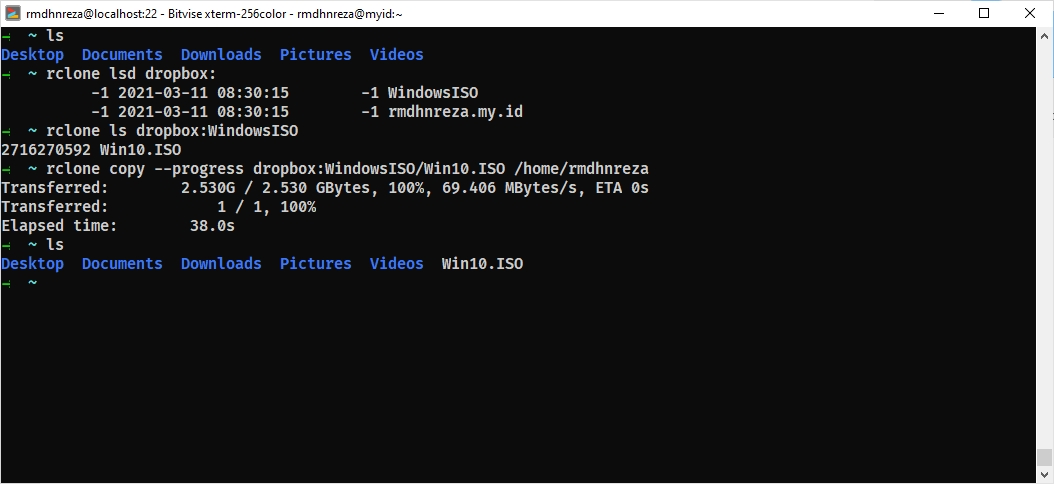 rmdhnreza@localhost:22 - Bitvise xterm-256color - rmdhnreza@myid:~
→ ~ ls
Desktop Documents Downloads Pictures Videos
→ ~ rclone lsd dropbox:
-1 2021-03-11 08:30:15 -1 WindowsISO
-1 2021-03-11 08:30:15 -1 rmdhnreza.my.id
→ ~ rclone ls dropbox:WindowsISO
2716270592 Win10.ISO
→ ~ rclone copy --progress dropbox:WindowsISO/Win10.ISO /home/rmdhnreza
Transferred: 2.530G / 2.530 GBytes, 100%, 69.406 MBytes/s, ETA 0s
Transferred: 1 / 1, 100%
Elapsed time: 38.0s
→ ~ ls
Desktop Documents Downloads Pictures Videos Win10.ISO
→ ~